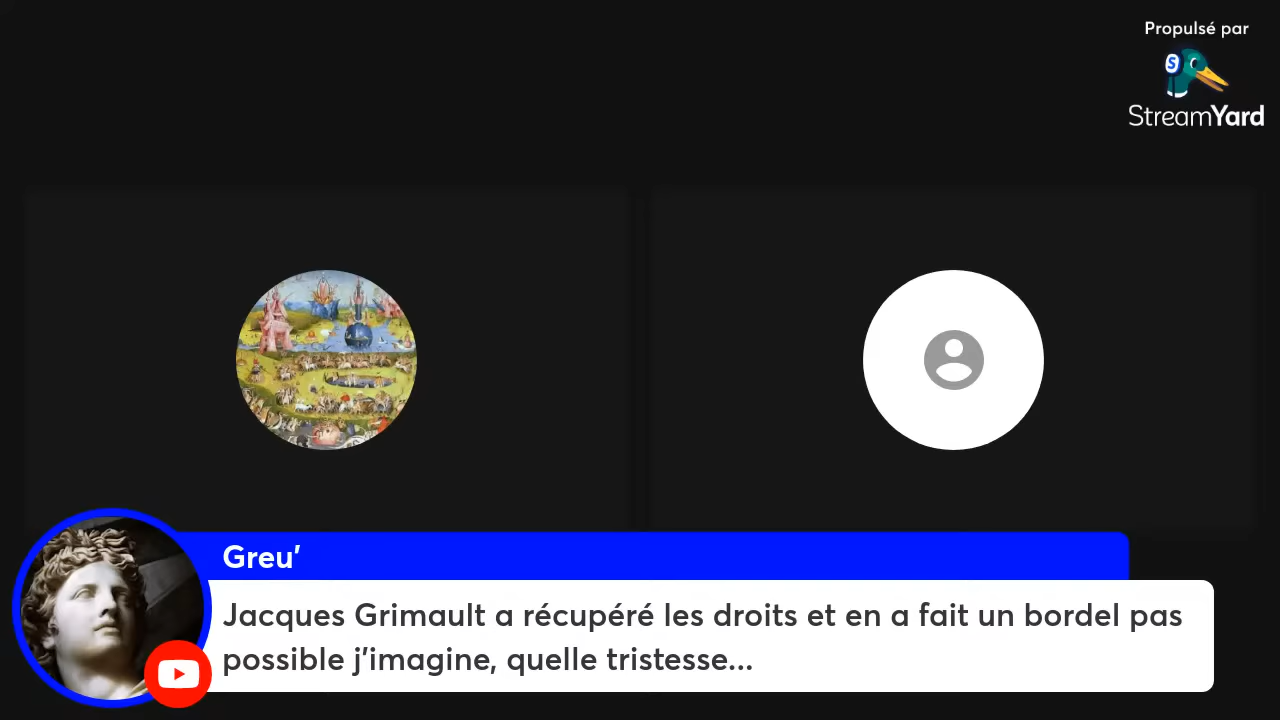 Propulsé par
StreamYard
Greu'
Jacques Grimault a récupéré les droits et en a fait un bordel pas
possible j'imagine, quelle tristesse...